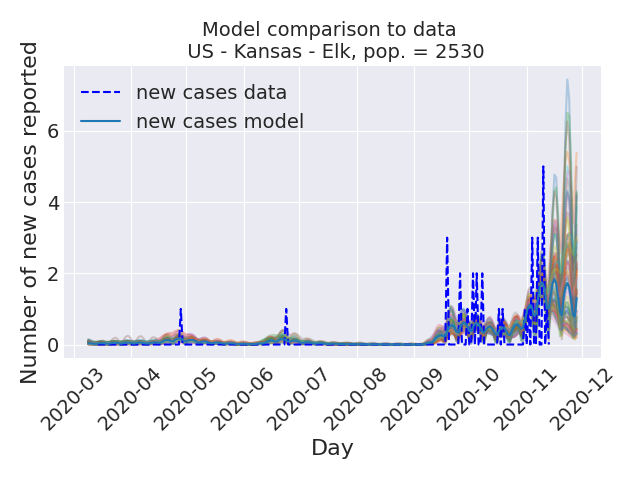 Model comparison to data
US - Kansas - Elk, pop. = 2530
new cases data
new cases model
Number of new cases reported
6
4
2
0
2020-03
2020-04
2020-05
2020-06
2020-07
2020-08
2020-09
2020-10
2020-11
2020-12
Day